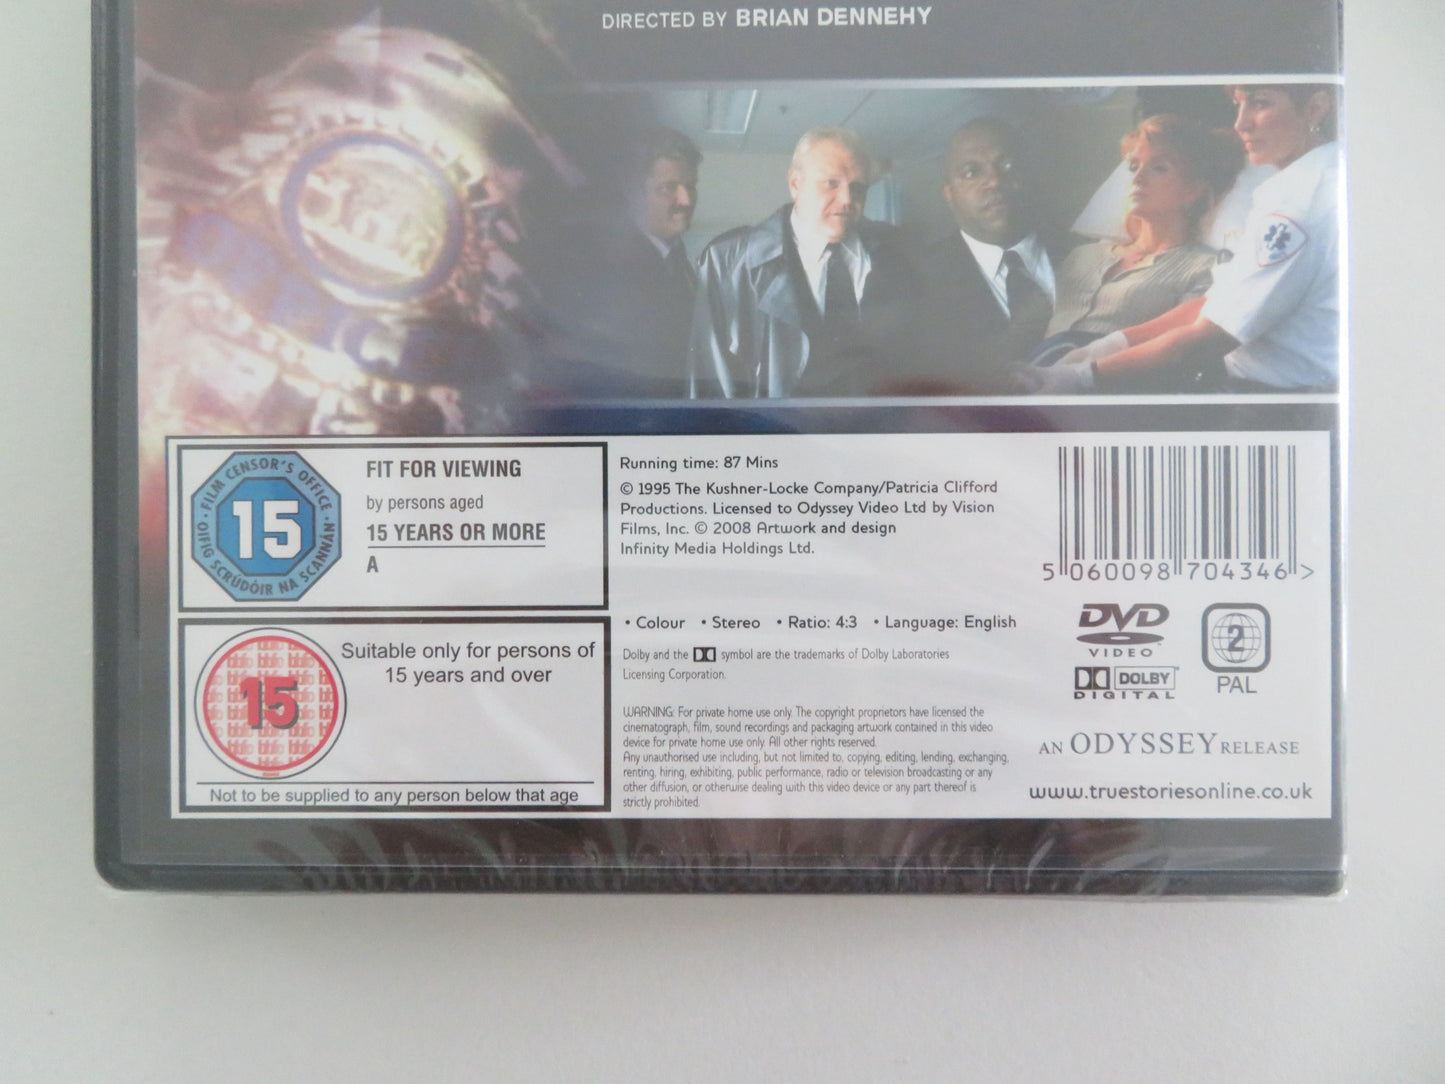 DIRECTED BY BRIAN DENNEHY
FILM CENSOR'S OFFICE
OIFIG SCRÚDÓIR NA SCANNÁN
15
FIT FOR VIEWING
by persons aged
15 YEARS OR MORE
A
15
Suitable only for persons of
15 years and over
Not to be supplied to any person below that age
Running time: 87 Mins
© 1995 The Kushner-Locke Company/Patricia Clifford
Productions. Licensed to Odyssey Video Ltd by Vision
Films, Inc. © 2008 Artwork and design
Infinity Media Holdings Ltd.
• Colour • Stereo • Ratio: 4:3 • Language: English
Dolby and the symbol are the trademarks of Dolby Laboratories
Licensing Corporation.
WARNING: For private home use only. The copyright proprietors have licensed the
cinematograph, film, sound recordings and packaging artwork contained in this video
device for private home use only. All other rights reserved.
Any unauthorised use including, but not limited to, copying, editing, lending, exchanging,
renting, hiring, exhibiting, public performance, radio or television broadcasting or any
other diffusion, or otherwise dealing with this video device or any part thereof is
strictly prohibited.
5 060098 704346 >
DVD
VIDEO
DOLBY
DIGITAL
2
PAL
AN ODYSSEY RELEASE
www.truestoriesonline.co.uk